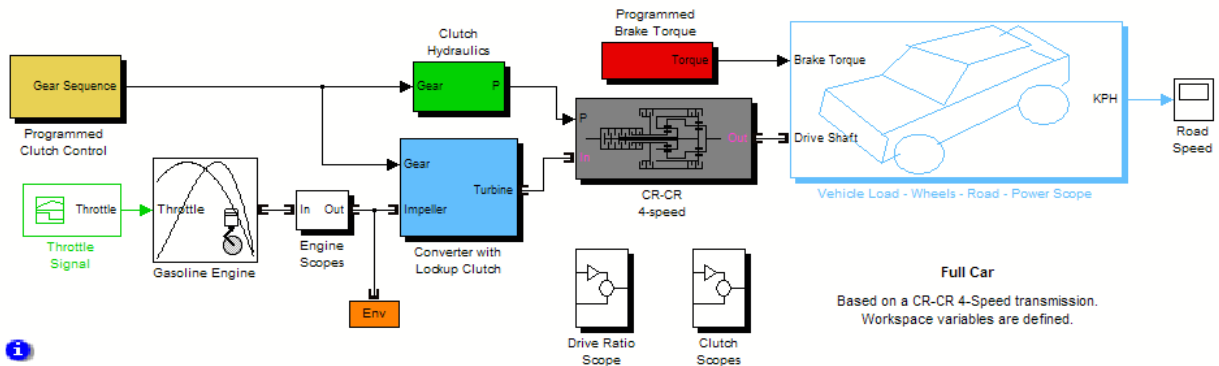 Programmed
Brake Torque
Clutch
Hydraulics
Torque
Brake Torque
Gear Sequence
Gear
P
KPH
P
Programmed
Clutch Control
Road
Speed
Out
Drive Shaft
Gear
In
Turbine
CR-CR
4-speed
Vehicle Load - Wheels - Road - Power Scope
Throttle
Throttle
In
Out
Impeller
Throttle
Signal
Gasoline Engine
Engine
Scopes
Converter with
Lockup Clutch
Env
Full Car
Based on a CR-CR 4-Speed transmission.
Workspace variables are defined.
Drive Ratio
Scope
Clutch
Scopes
i